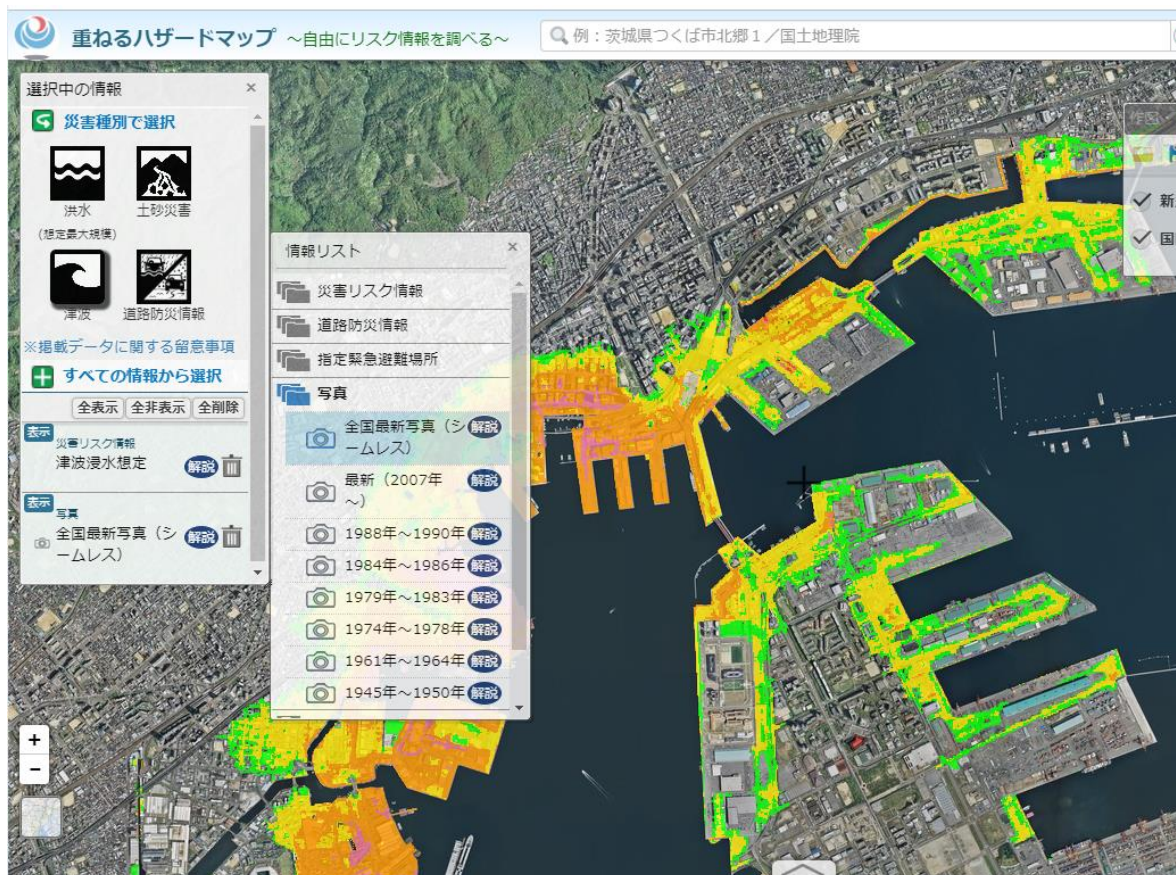 重ねるハザードマップ ～自由にリスク情報を調べる～
例：茨城県つくば市北郷１／国土地理院
選択中の情報 ×
災害種別で選択
洪水
(想定最大規模)
土砂災害
津波
道路防災情報
※掲載データに関する留意事項
すべての情報から選択
全表示 全非表示 全削除
表示
災害リスク情報
津波浸水想定
解説
表示
写真
全国最新写真（シ
ームレス）
解説
情報リスト ×
災害リスク情報
道路防災情報
指定緊急避難場所
写真
全国最新写真（シ
ームレス）
解説
最新（2007年
～）
解説
1988年～1990年 解説
1984年～1986年 解説
1979年～1983年 解説
1974年～1978年 解説
1961年～1964年 解説
1945年～1950年 解説
+
−
作図
新
国